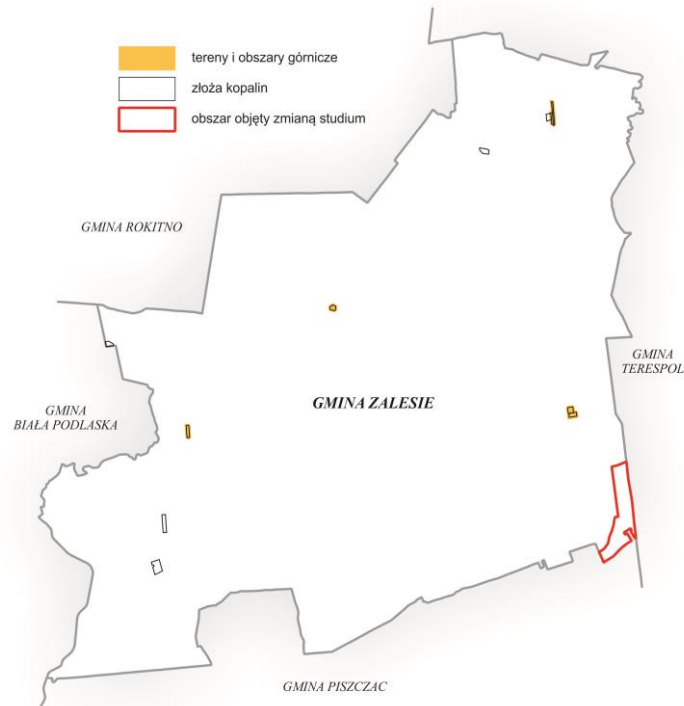 tereny i obszary górnicze
złoża kopalin
obszar objęty zmianą studium
GMINA ROKITNO
GMINA
TERESPOL
GMINA ZALESIE
GMINA
BIAŁA PODLASKA
GMINA PISZCZAC